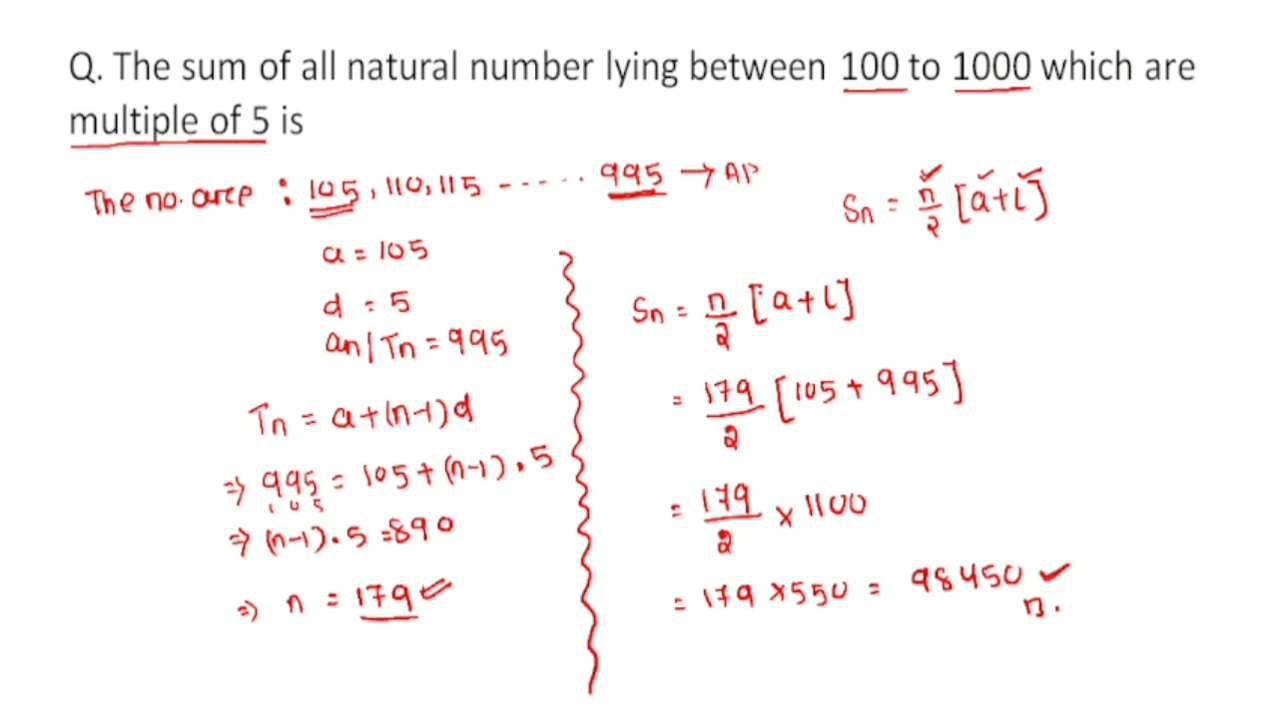 Q. The sum of all natural number lying between 100 to 1000 which are
multiple of 5 is
The no. are : 105, 110, 115 ------ 995 → AP
Sn = n/2 [a+l]
a = 105
d = 5
an/Tn = 995
Tn = a+(n-1)d
⇒ 995 = 105+(n-1).5
105
⇒ (n-1).5 = 890
⇒ n = 179
Sn = n/2 [a+l]
= 179/2 [105 + 995]
= 179/2 × 1100
= 179 × 550 = 98450